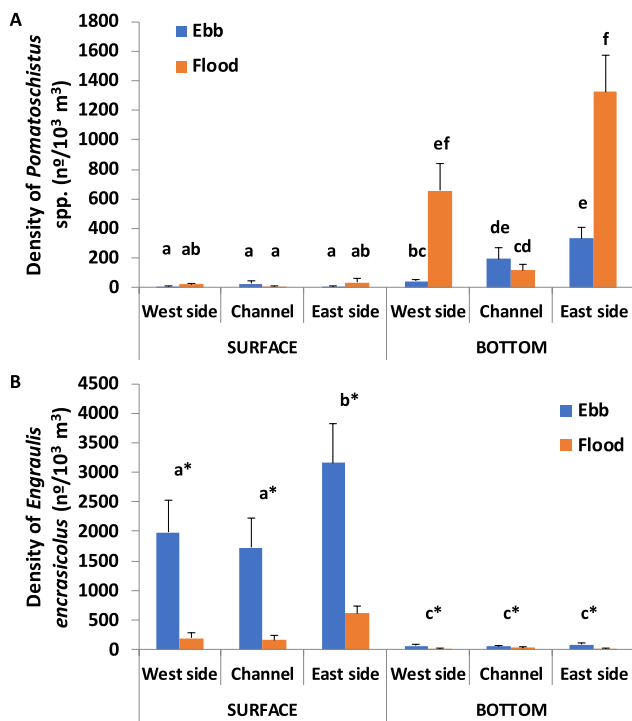 A
Density of Pomatoschistus
spp. (nº/10³ m³)
1800
1600
1400
1200
1000
800
600
400
200
0
Ebb
Flood
a ab a a a ab bc ef de cd e f
West side Channel East side West side Channel East side
SURFACE BOTTOM
B
Density of Engraulis
encrasicolus (nº/10³ m³)
4500
4000
3500
3000
2500
2000
1500
1000
500
0
Ebb
Flood
a* a* b* c* c* c*
West side Channel East side West side Channel East side
SURFACE BOTTOM